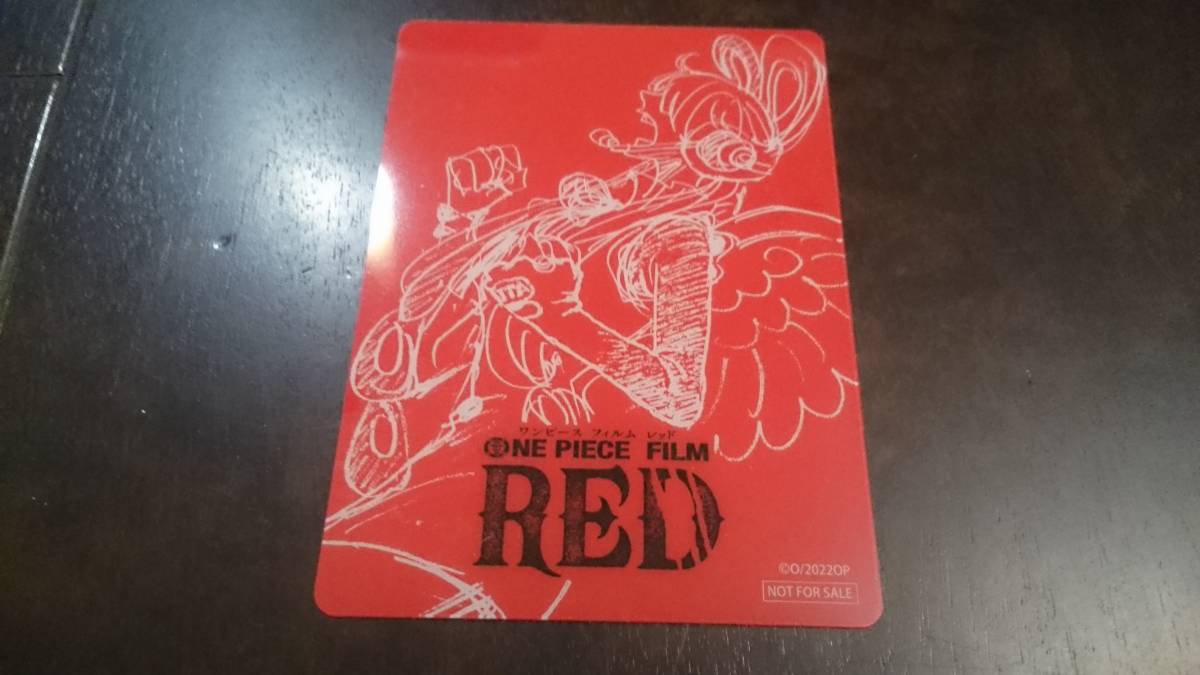 UTA
ワンピース フィルム レッド
ONE PIECE FILM
RED
©O/2022OP
NOT FOR SALE